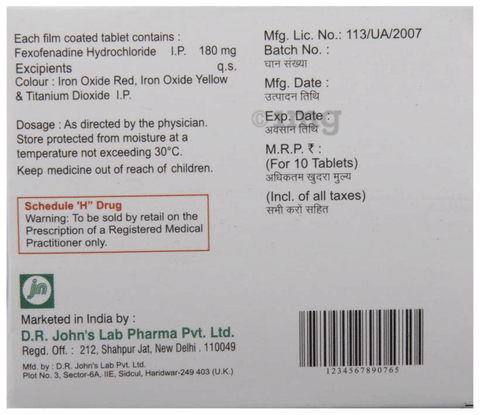 Each film coated tablet contains :
Fexofenadine Hydrochloride I.P. 180 mg
Excipients q.s.
Colour : Iron Oxide Red, Iron Oxide Yellow
& Titanium Dioxide I.P.
Dosage : As directed by the physician.
Store protected from moisture at a
temperature not exceeding 30°C.
Keep medicine out of reach of children.
Schedule 'H" Drug
Warning: To be sold by retail on the
Prescription of a Registered Medical
Practitioner only.
jn
Marketed in India by :
D.R. John's Lab Pharma Pvt. Ltd.
Regd. Off : 212, Shahpur Jat, New Delhi . 110049
Mfd. by : D.R. John's Lab Pharma Pvt. Ltd.
Plot No. 3, Sector-6A, IIE, Sidcul, Haridwar-249 403 (U.K.)
Mfg. Lic. No.: 113/UA/2007
Batch No. :
घान संख्या
Mfg. Date :
उत्पादन तिथि
Exp. Date :
अवसान तिथि
M.R.P. ₹ :
(For 10 Tablets)
अधिकतम खुदरा मुल्य
(Incl. of all taxes)
सभी करों सहित
1234567890765